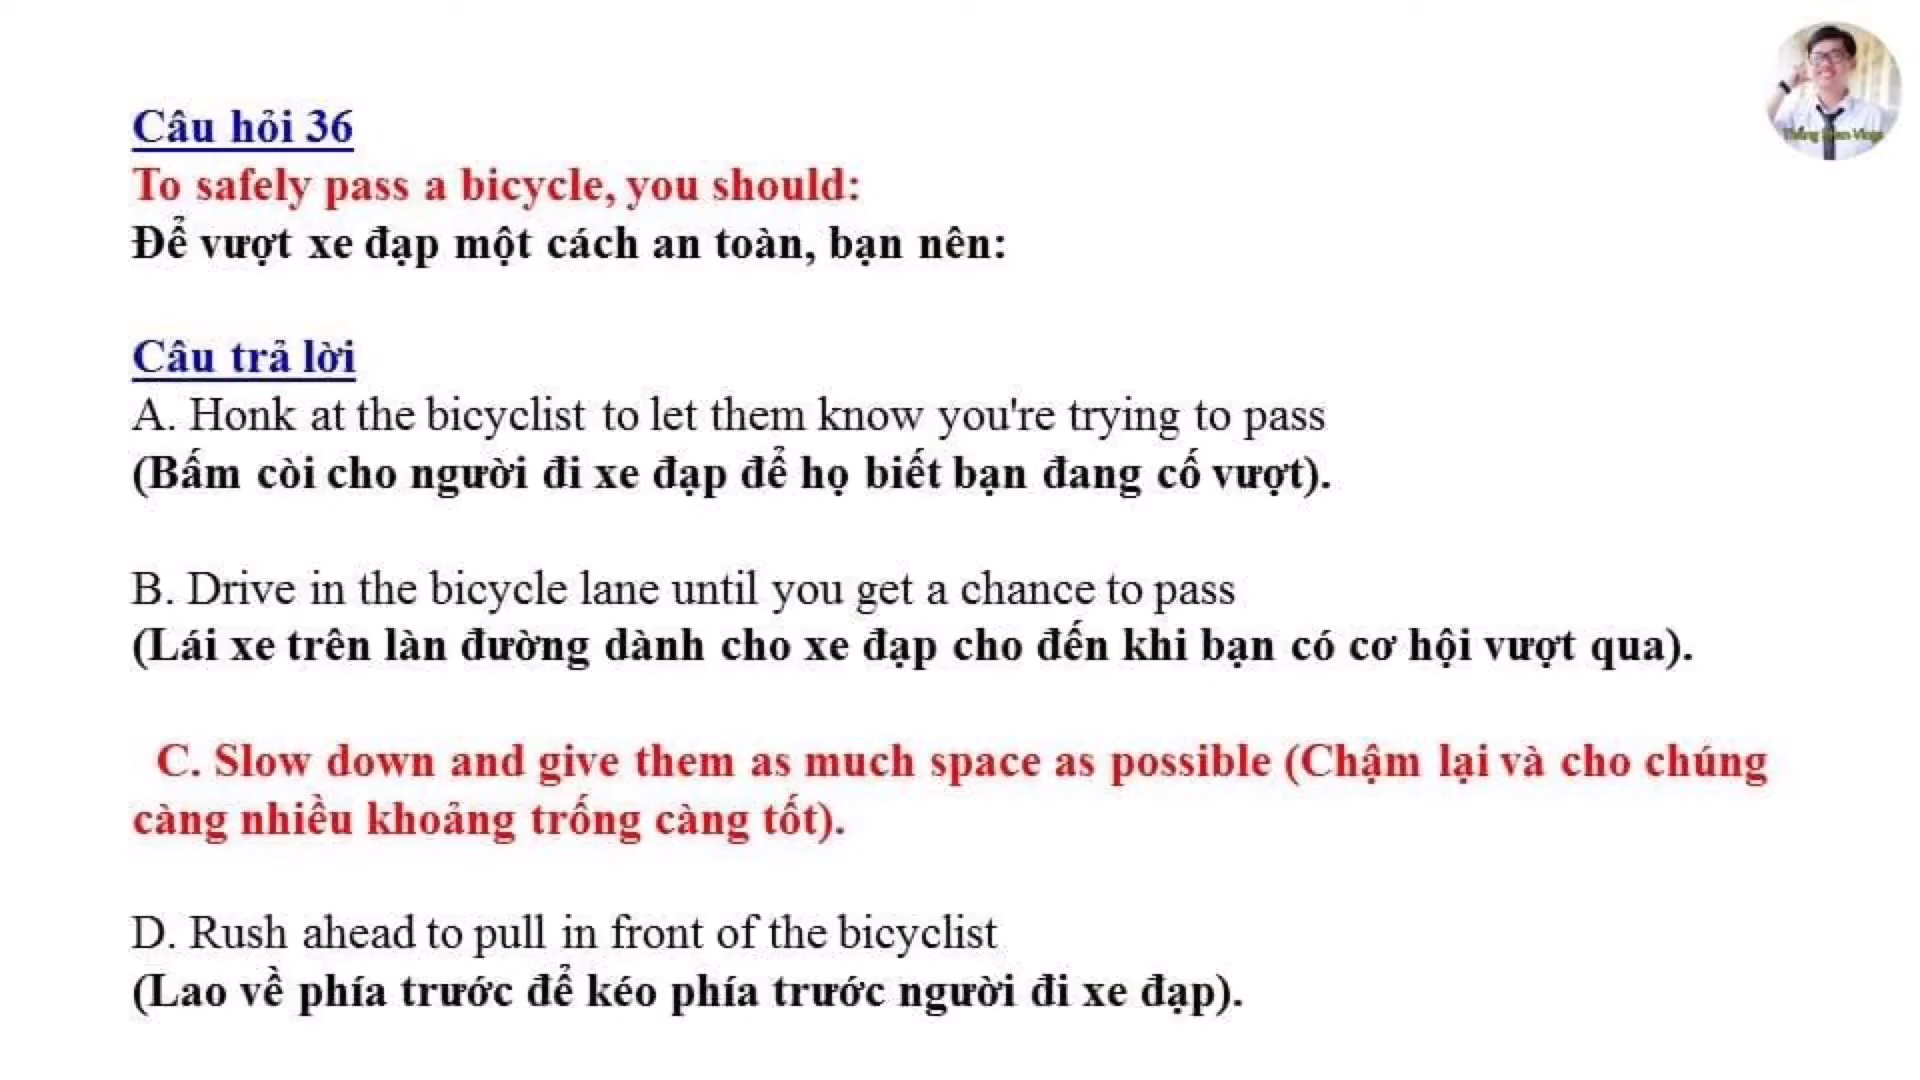 Câu hỏi 36
To safely pass a bicycle, you should:
Để vượt xe đạp một cách an toàn, bạn nên:
Câu trả lời
A. Honk at the bicyclist to let them know you're trying to pass
(Bấm còi cho người đi xe đạp để họ biết bạn đang cố vượt).
B. Drive in the bicycle lane until you get a chance to pass
(Lái xe trên làn đường dành cho xe đạp cho đến khi bạn có cơ hội vượt qua).
C. Slow down and give them as much space as possible (Chậm lại và cho chúng
càng nhiều khoảng trống càng tốt).
D. Rush ahead to pull in front of the bicyclist
(Lao về phía trước để kéo phía trước người đi xe đạp).